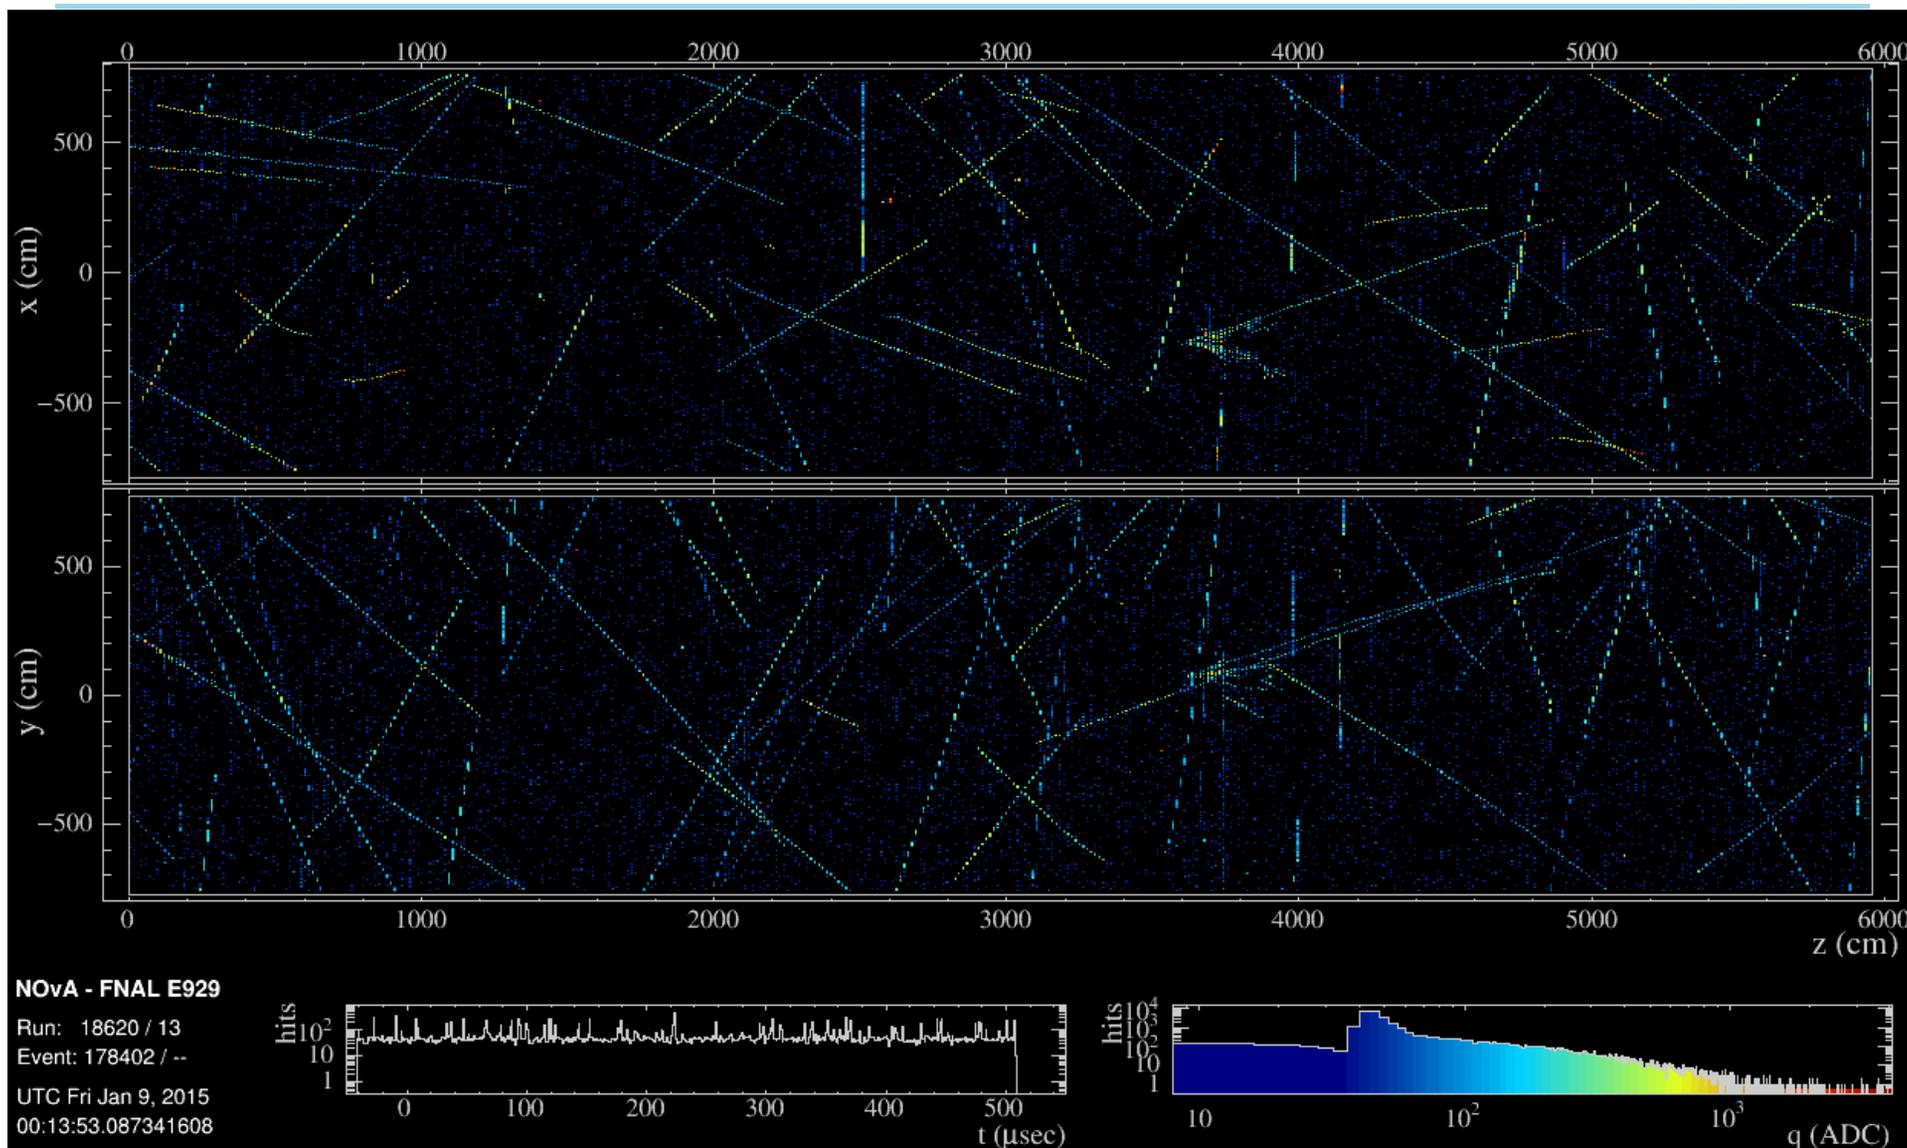 0 1000 2000 3000 4000 5000 6000
500
0
−500
x (cm)
500
0
−500
y (cm)
0 1000 2000 3000 4000 5000 6000
z (cm)
NOvA - FNAL E929
Run: 18620 / 13
Event: 178402 / --
UTC Fri Jan 9, 2015
00:13:53.087341608
hits
10²
10
1
0 100 200 300 400 500
t (μsec)
hits
10⁴
10³
10²
10
1
10 10² 10³
q (ADC)